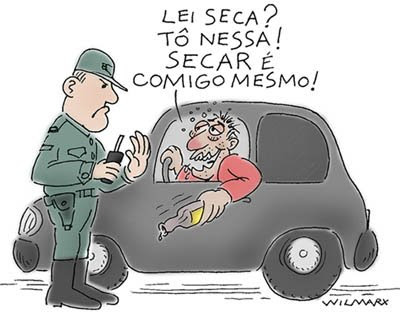 LEI SECA?
TÔ NESSA!
SECAR É
COMIGO MESMO!
WILMARX